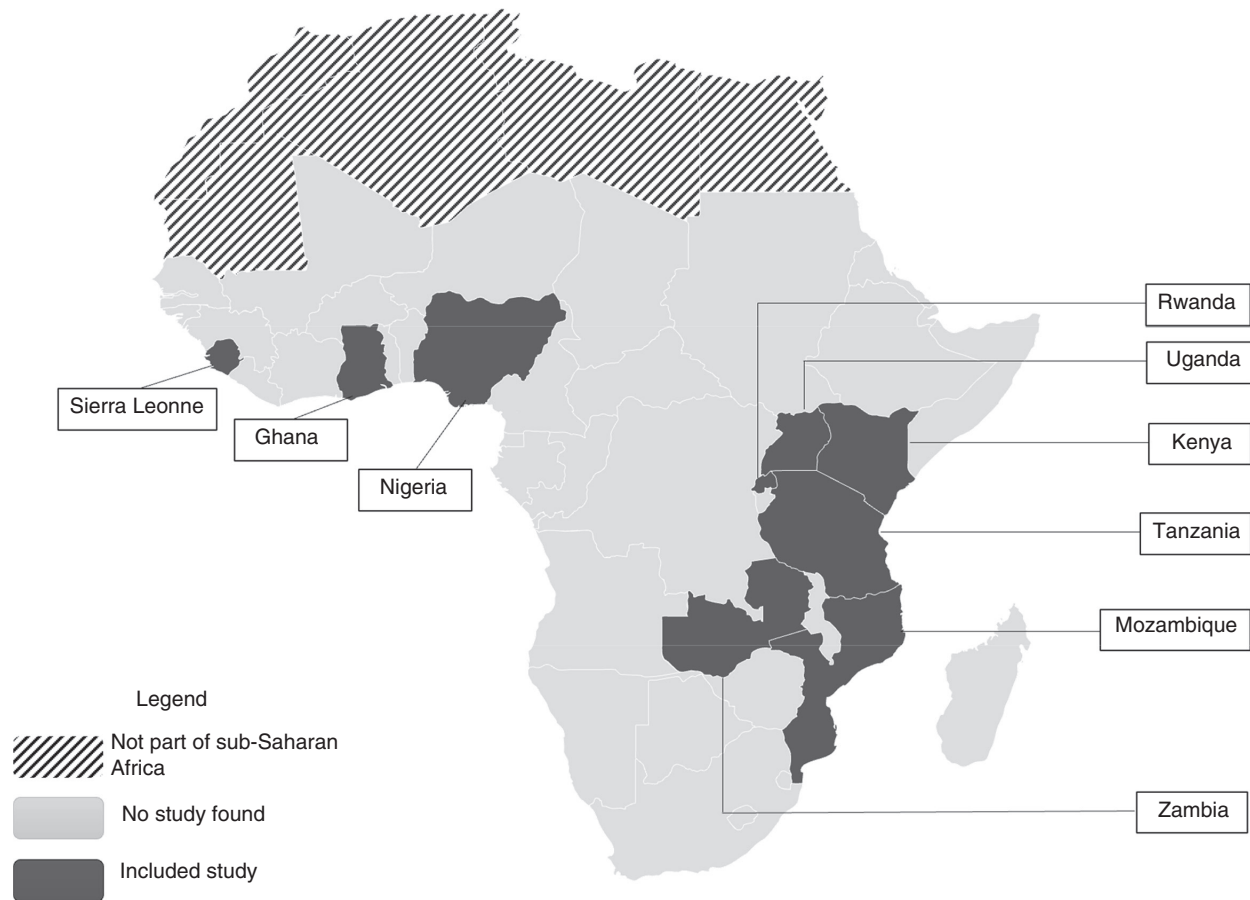 Rwanda
Uganda
Sierra Leonne
Ghana
Kenya
Nigeria
Tanzania
Mozambique
Legend
Not part of sub-Saharan
Africa
No study found
Zambia
Included study